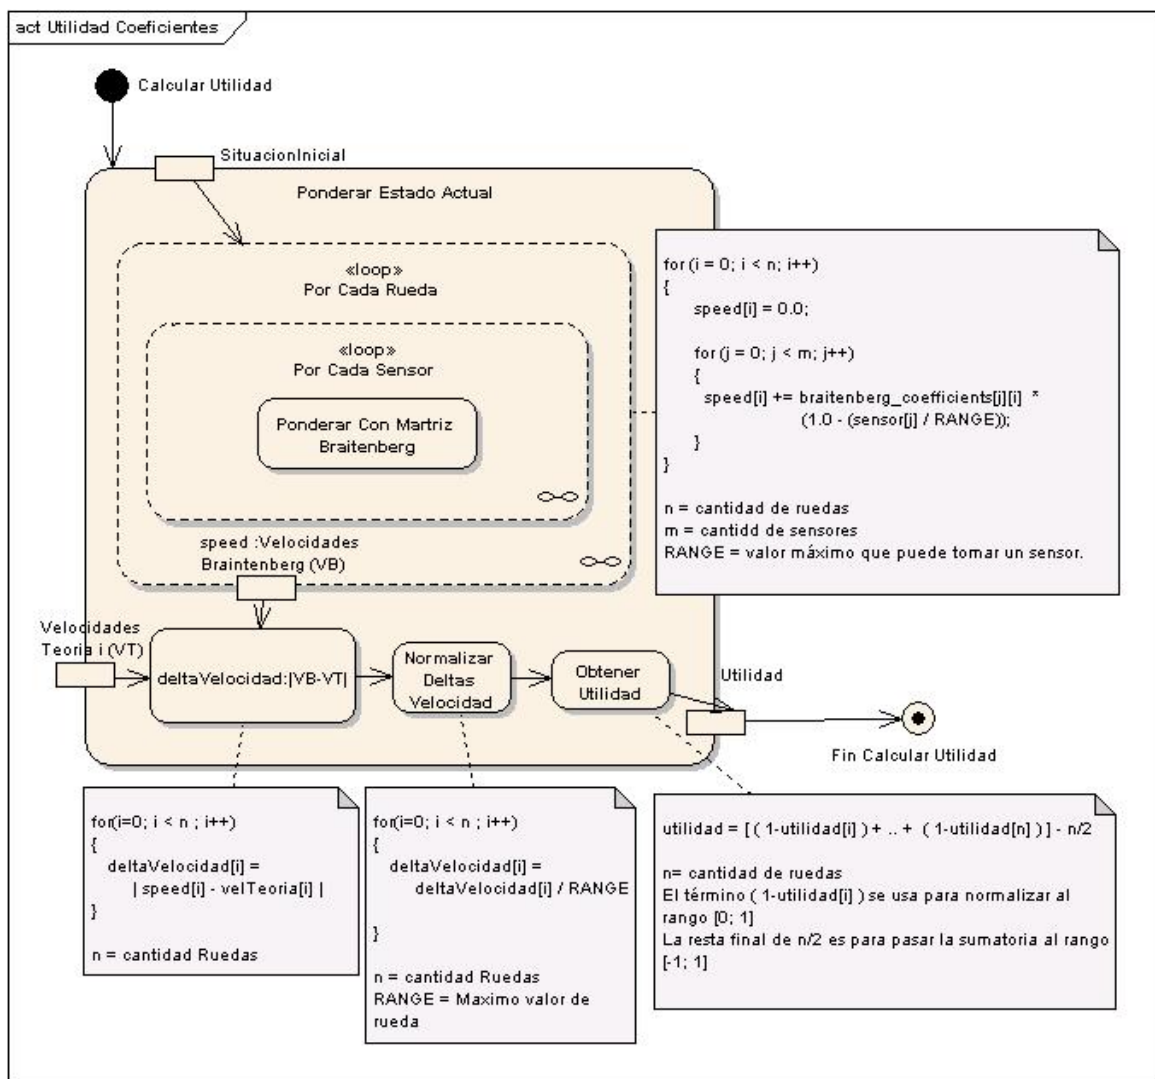 act Utilidad Coeficientes
Calcular Utilidad
SituacionInicial
Ponderar Estado Actual
«loop»
Por Cada Rueda
«loop»
Por Cada Sensor
Ponderar Con Martriz
Braitenberg
speed :Velocidades
Braintenberg (VB)
for (i = 0; i < n; i++)
{
speed[i] = 0.0;
for (j = 0; j < m; j++)
{
speed[i] += braitenberg_coefficients[j][i] *
(1.0 - (sensor[j] / RANGE));
}
}
n = cantidad de ruedas
m = cantidd de sensores
RANGE = valor máximo que puede tomar un sensor.
Velocidades
Teoria i (VT)
deltaVelocidad:|VB-VT|
Normalizar
Deltas
Velocidad
Obtener
Utilidad
Utilidad
Fin Calcular Utilidad
for(i=0; i < n ; i++)
{
deltaVelocidad[i] =
| speed[i] - velTeoria[i] |
}
n = cantidad Ruedas
for(i=0; i < n ; i++)
{
deltaVelocidad[i] =
deltaVelocidad[i] / RANGE
}
n = cantidad Ruedas
RANGE = Maximo valor de
rueda
utilidad = [ ( 1-utilidad[i] ) + .. + ( 1-utilidad[n] ) ] - n/2
n= cantidad de ruedas
El término ( 1-utilidad[i] ) se usa para normalizar al
rango [0; 1]
La resta final de n/2 es para pasar la sumatoria al rango
[-1; 1]